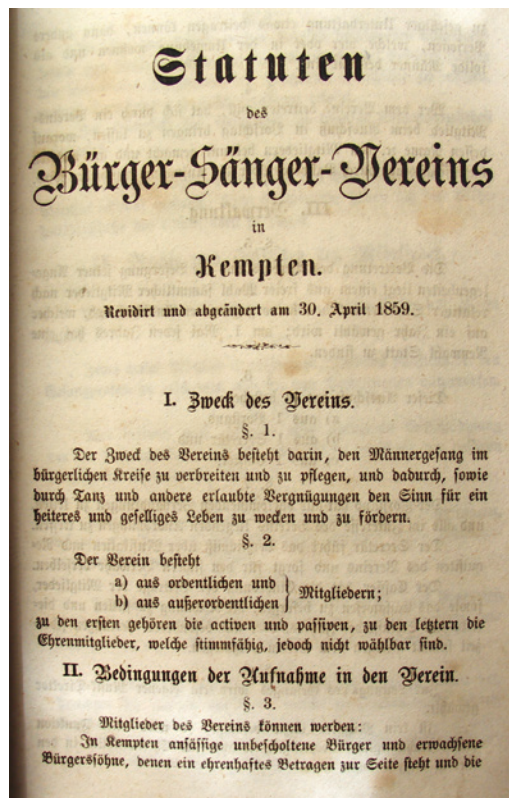 Statuten
des
Bürger-Sänger-Vereins
in
Kempten.
Revidirt und abgeändert am 30. April 1859.
I. Zweck des Vereins.
§. 1.
Der Zweck des Vereins besteht darin, den Männergesang im
bürgerlichen Kreise zu verbreiten und zu pflegen, und dadurch, sowie
durch Tanz und andere erlaubte Vergnügungen den Sinn für ein
heiteres und geselliges Leben zu wecken und zu fördern.
§. 2.
Der Verein besteht
a) aus ordentlichen und
b) aus außerordentlichen } Mitgliedern;
zu den ersten gehören die activen und passiven, zu den letztern die
Ehrenmitglieder, welche stimmfähig, jedoch nicht wählbar sind.
II. Bedingungen der Aufnahme in den Verein.
§. 3.
Mitglieder des Vereins können werden:
In Kempten ansässige unbescholtene Bürger und erwachsene
Bürgerssöhne, denen ein ehrenhaftes Betragen zur Seite steht und die